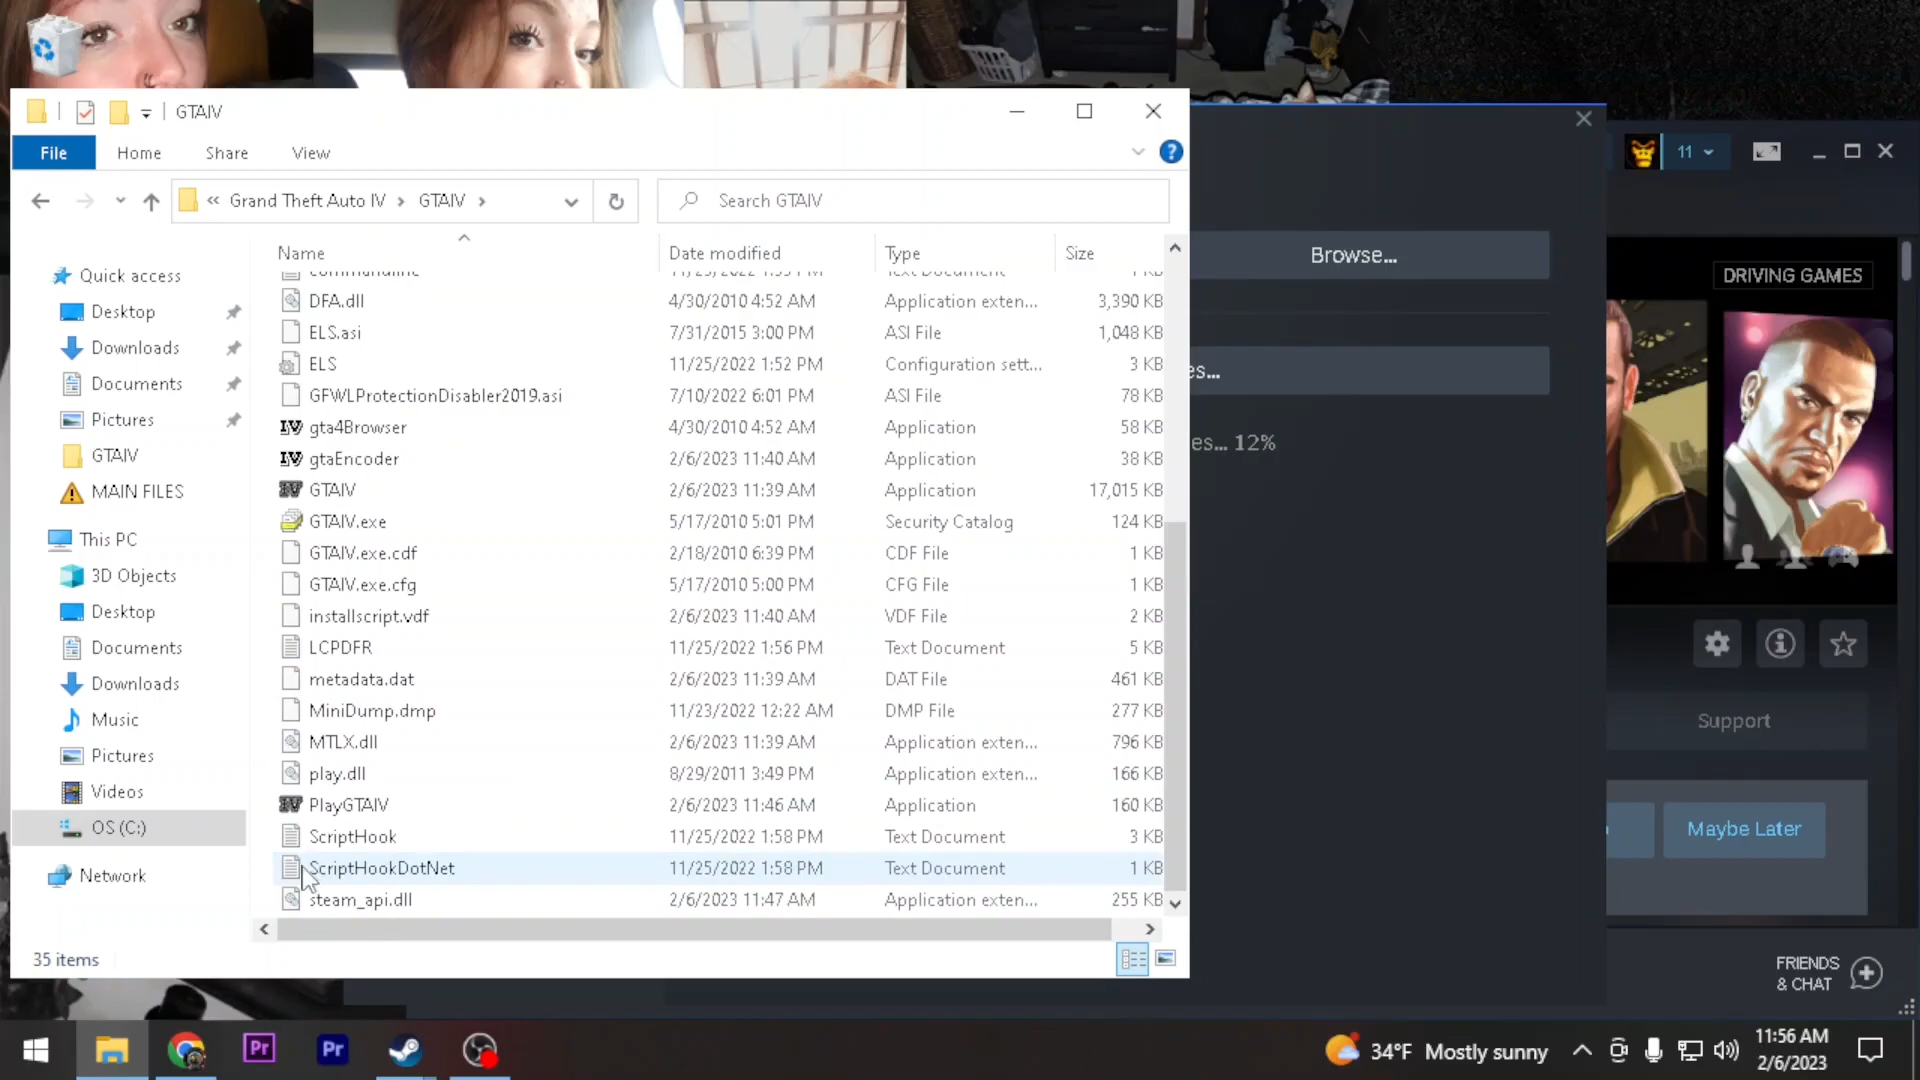 GTAIV
File Home Share View
« Grand Theft Auto IV > GTAIV >
Search GTAIV
Name Date modified Type Size
Quick access
Desktop
Downloads
Documents
Pictures
GTAIV
MAIN FILES
This PC
3D Objects
Desktop
Documents
Downloads
Music
Pictures
Videos
OS (C:)
Network
commandline 11/25/2022 1:55 PM Text Document 1 KB
DFA.dll 4/30/2010 4:52 AM Application exten... 3,390 KB
ELS.asi 7/31/2015 3:00 PM ASI File 1,048 KB
ELS 11/25/2022 1:52 PM Configuration sett... 3 KB
GFWLProtectionDisabler2019.asi 7/10/2022 6:01 PM ASI File 78 KB
gta4Browser 4/30/2010 4:52 AM Application 58 KB
gtaEncoder 2/6/2023 11:40 AM Application 38 KB
GTAIV 2/6/2023 11:39 AM Application 17,015 KB
GTAIV.exe 5/17/2010 5:01 PM Security Catalog 124 KB
GTAIV.exe.cdf 2/18/2010 6:39 PM CDF File 1 KB
GTAIV.exe.cfg 5/17/2010 5:00 PM CFG File 1 KB
installscript.vdf 2/6/2023 11:40 AM VDF File 2 KB
LCPDFR 11/25/2022 1:56 PM Text Document 5 KB
metadata.dat 2/6/2023 11:39 AM DAT File 461 KB
MiniDump.dmp 11/23/2022 12:22 AM DMP File 277 KB
MTLX.dll 2/6/2023 11:39 AM Application exten... 796 KB
play.dll 8/29/2011 3:49 PM Application exten... 166 KB
PlayGTAIV 2/6/2023 11:46 AM Application 160 KB
ScriptHook 11/25/2022 1:58 PM Text Document 3 KB
ScriptHookDotNet 11/25/2022 1:58 PM Text Document 1 KB
steam_api.dll 2/6/2023 11:47 AM Application exten... 255 KB
35 items
11
Browse...
es...
es... 12%
DRIVING GAMES
Support
Maybe Later
FRIENDS
& CHAT
Pr
Pr
34°F Mostly sunny
11:56 AM
2/6/2023